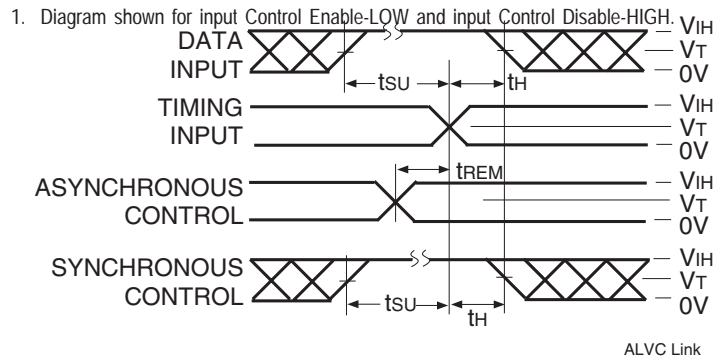 1. Diagram shown for input Control Enable-LOW and input Control Disable-HIGH.
DATA
INPUT
VIH
VT
0V
tSU
tH
TIMING
INPUT
VIH
VT
0V
tREM
ASYNCHRONOUS
CONTROL
VIH
VT
0V
SYNCHRONOUS
CONTROL
VIH
VT
0V
tSU
tH
ALVC Link